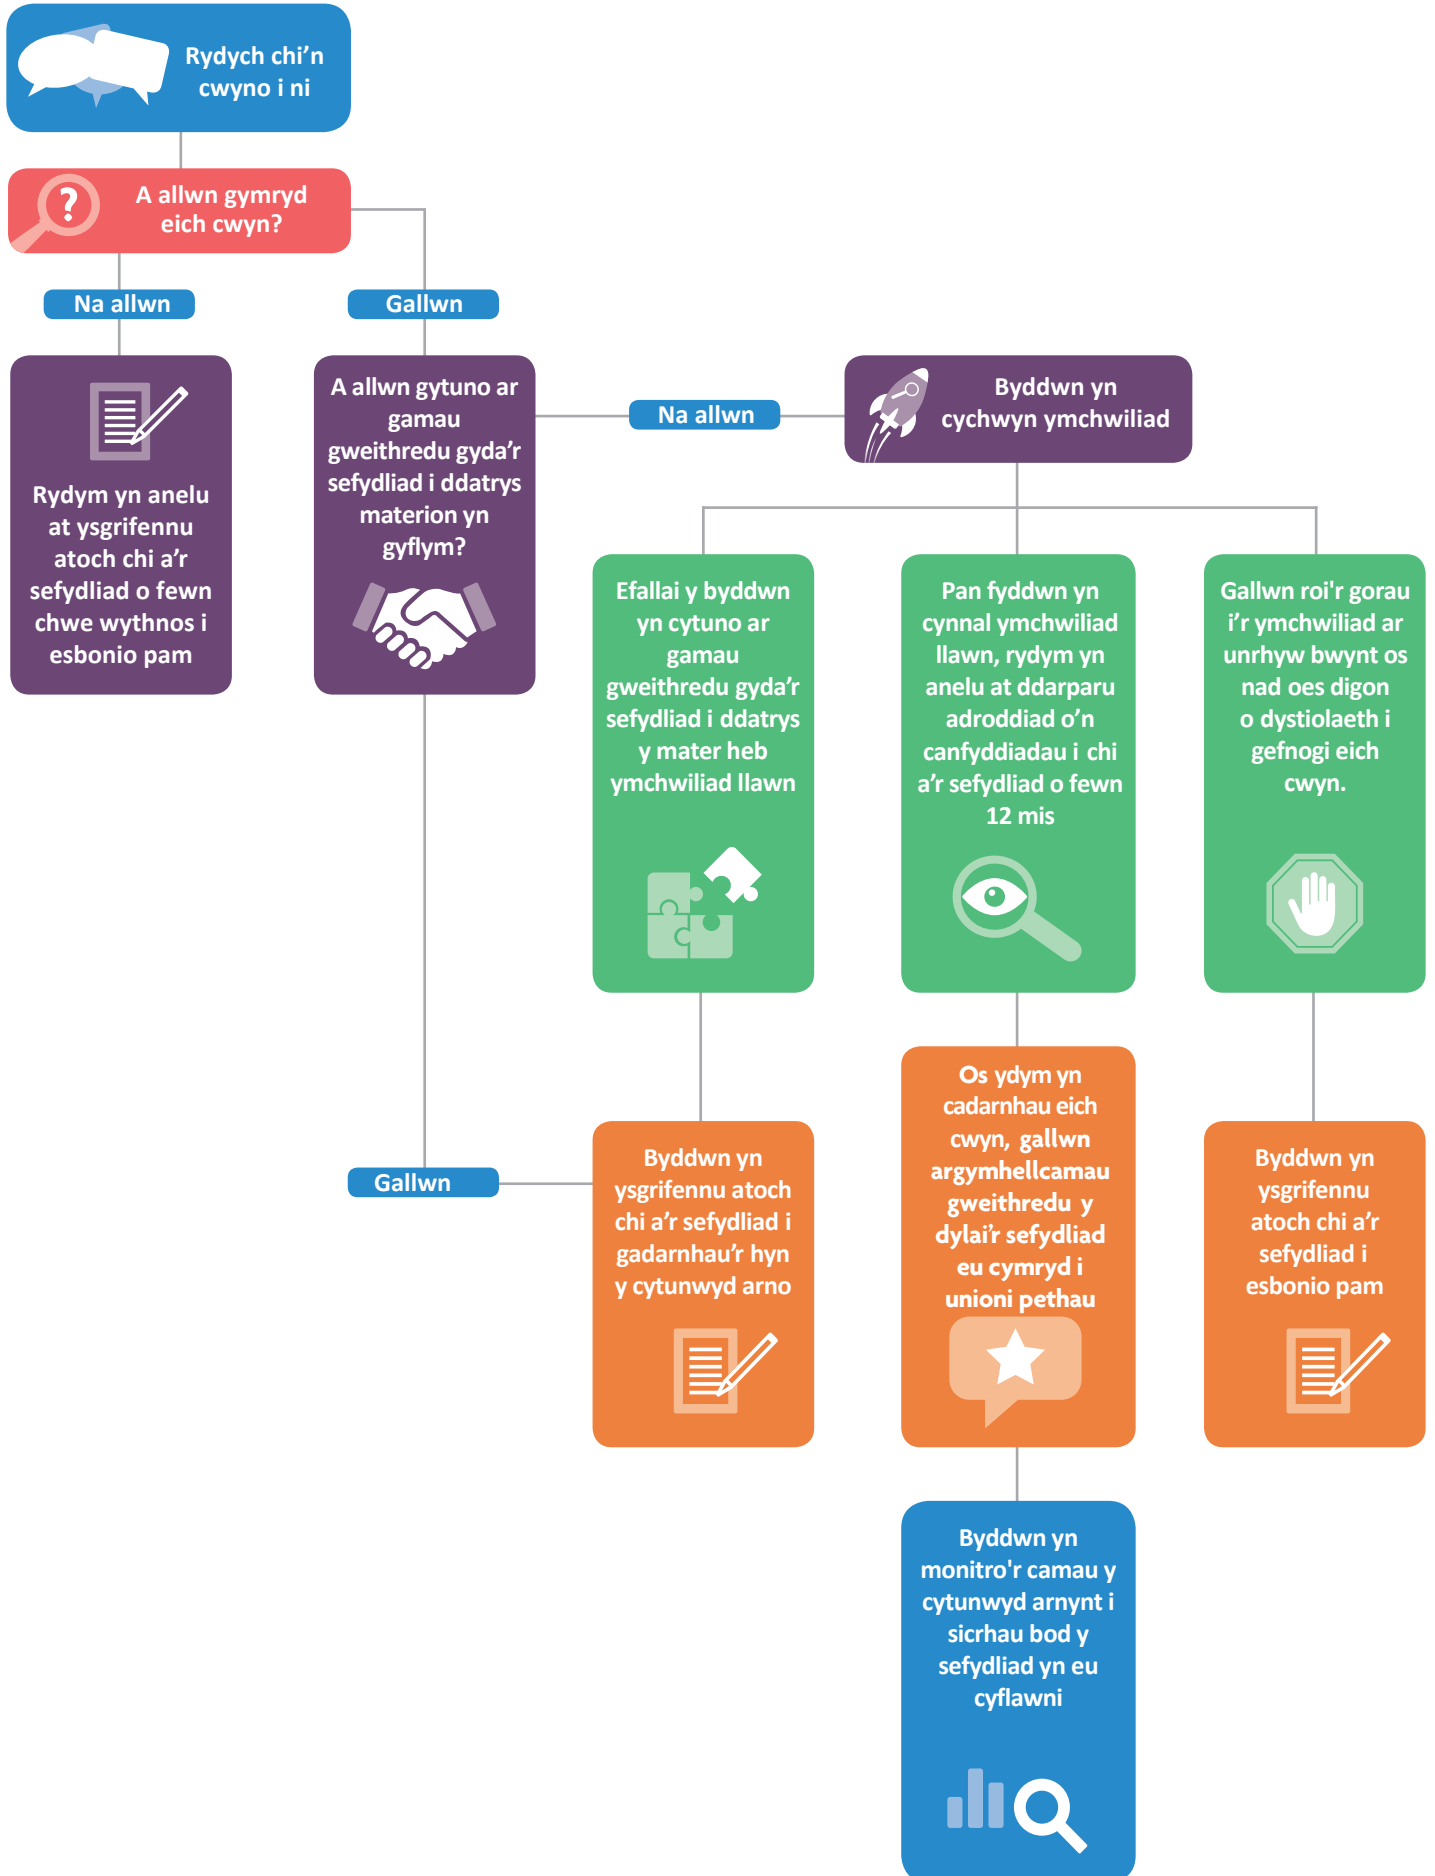 Rydych chi’n
cwyno i ni
?
A allwn gymryd
eich cwyn?
Na allwn
Gallwn
Rydym yn anelu
at ysgrifennu
atoch chi a’r
sefydliad o fewn
chwe wythnos i
esbonio pam
A allwn gytuno ar
gamau
gweithredu gyda’r
sefydliad i ddatrys
materion yn
gyflym?
Na allwn
Byddwn yn
cychwyn ymchwiliad
Efallai y byddwn
yn cytuno ar
gamau
gweithredu gyda’r
sefydliad i ddatrys
y mater heb
ymchwiliad llawn
Pan fyddwn yn
cynnal ymchwiliad
llawn, rydym yn
anelu at ddarparu
adroddiad o’n
canfyddiadau i chi
a’r sefydliad o fewn
12 mis
Gallwn roi'r gorau
i’r ymchwiliad ar
unrhyw bwynt os
nad oes digon
o dystiolaeth i
gefnogi eich
cwyn.
Gallwn
Byddwn yn
ysgrifennu atoch
chi a’r sefydliad i
gadarnhau’r hyn
y cytunwyd arno
Os ydym yn
cadarnhau eich
cwyn, gallwn
argymhellcamau
gweithredu y
dylai’r sefydliad
eu cymryd i
unioni pethau
Byddwn yn
ysgrifennu
atoch chi a’r
sefydliad i
esbonio pam
Byddwn yn
monitro'r camau y
cytunwyd arnynt i
sicrhau bod y
sefydliad yn eu
cyflawni